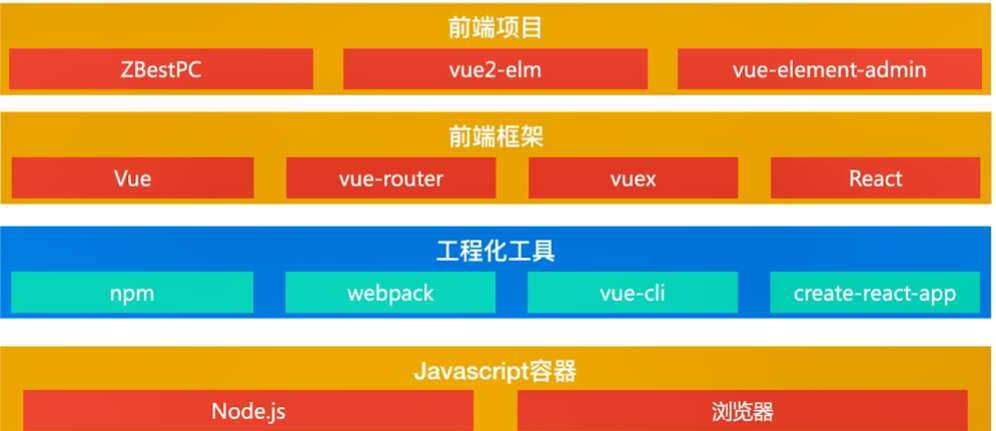 前端项目
ZBestPC vue2-elm vue-element-admin
前端框架
Vue vue-router vuex React
工程化工具
npm webpack vue-cli create-react-app
Javascript容器
Node.js 浏览器